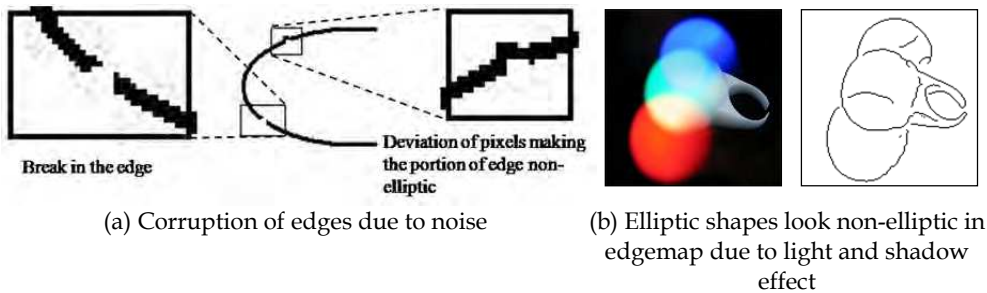 Break in the edge
Deviation of pixels making
the portion of edge non-
elliptic
(a) Corruption of edges due to noise
(b) Elliptic shapes look non-elliptic in
edgemap due to light and shadow
effect